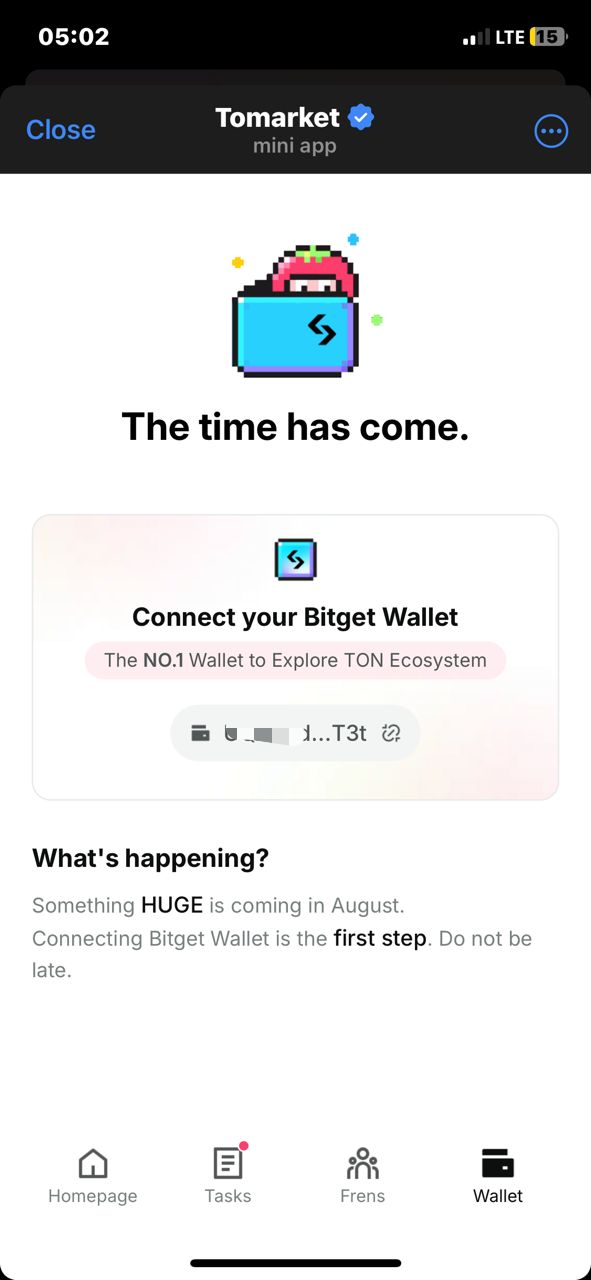 05:02
LTE 15
Close
Tomarket
mini app
The time has come.
Connect your Bitget Wallet
The NO.1 Wallet to Explore TON Ecosystem
d...T3t
What's happening?
Something HUGE is coming in August.
Connecting Bitget Wallet is the first step. Do not be
late.
Homepage
Tasks
Frens
Wallet